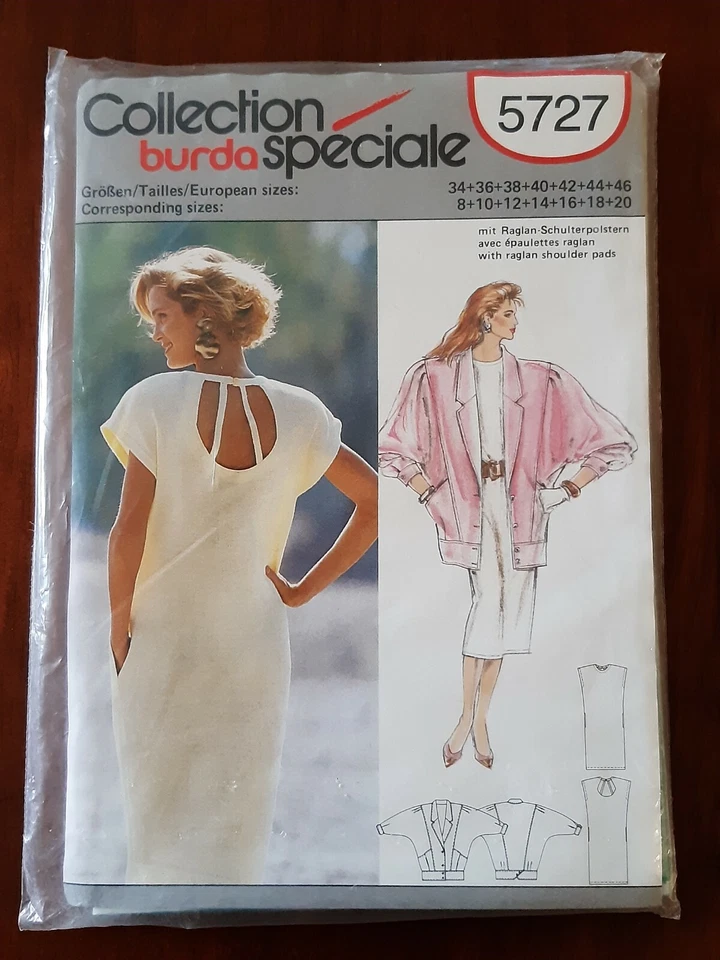 Collection
burda spéciale
5727
Größen/Tailles/European sizes: 34+36+38+40+42+44+46
Corresponding sizes: 8+10+12+14+16+18+20
mit Raglan-Schulterpolstern
avec épaulettes raglan
with raglan shoulder pads